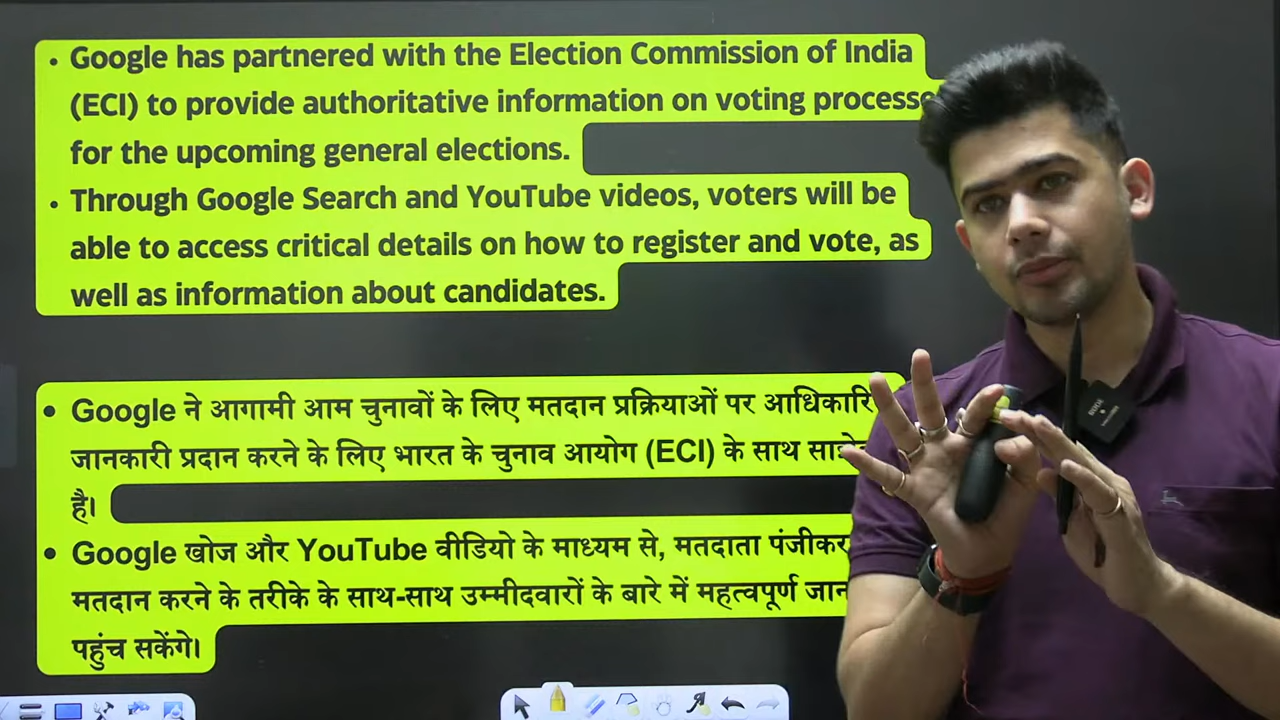 • Google has partnered with the Election Commission of India
(ECI) to provide authoritative information on voting
for the upcoming general elections.
• Through Google Search and YouTube videos, voters will be
able to access critical details on how to register and vote, as
well as information about candidates.
• Google ने आगामी आम चुनावों के लिए मतदान प्रक्रियाओं पर
जानकारी प्रदान करने के लिए भारत के चुनाव आयोग (ECI) के साथ
है।
• Google खोज और YouTube वीडियो के माध्यम से, मतदाता
मतदान करने के तरीके के साथ-साथ उम्मीदवारों के बारे में महत्वपूर्ण
पहुंच सकेंगे।